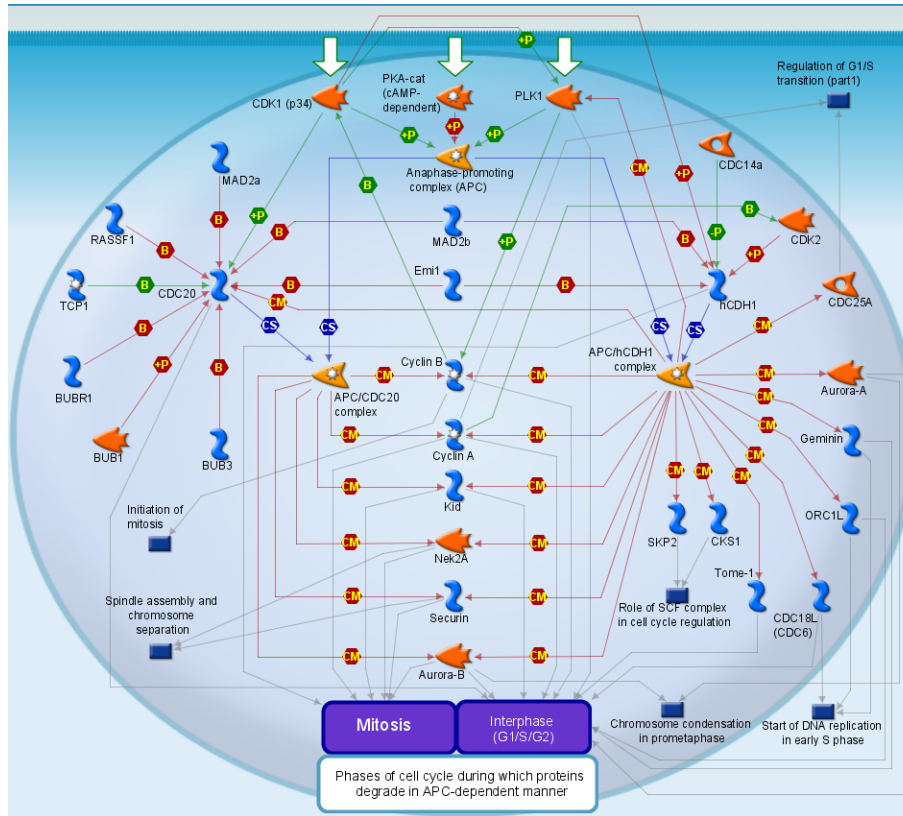 Regulation of G1/S
transition (part1)
+P
PKA-cat
(cAMP-
dependent)
CDK1 (p34)
PLK1
+P
+P
+P
CM
+P
CDC14a
Anaphase-promoting
complex (APC)
MAD2a
B
B
CDK2
RASSF1
B
B
+P
B
MAD2b
+P
B
-P
+P
B
Emi1
TCP1
B
CDC20
B
CM
B
hCDH1
CDC25A
CS
CS
CS
CS
CM
B
+P
B
BUBR1
Cyclin B
APC/hCDH1
complex
CM
CM
CM
Aurora-A
APC/CDC20
complex
CM
Geminin
BUB1
BUB3
CM
Cyclin A
CM
CM
CM
CM
CM
CM
Kid
CM
ORC1L
Initiation of
mitosis
SKP2
CKS1
CM
Nek2A
CM
Tome-1
Spindle assembly and
chromosome
separation
CM
Securin
CM
Role of SCF complex
in cell cycle regulation
CDC18L
(CDC6)
CM
Aurora-B
CM
Mitosis
Interphase
(G1/S/G2)
Chromosome condensation
in prometaphase
Start of DNA replication
in early S phase
Phases of cell cycle during which proteins
degrade in APC-dependent manner